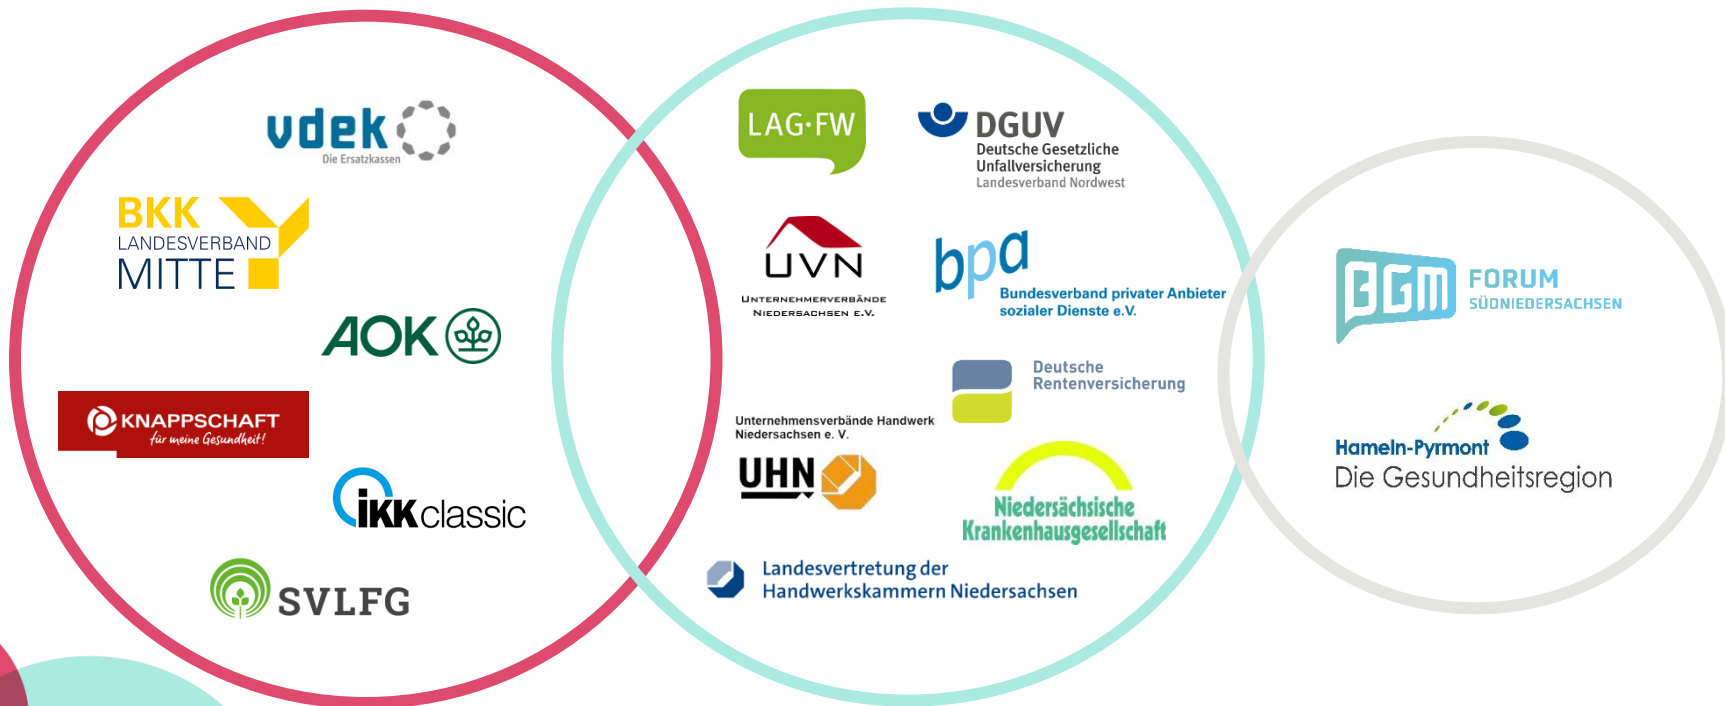 vdek
Die Ersatzkassen
BKK
LANDESVERBAND
MITTE
AOK
KNAPPSCHAFT
für meine Gesundheit!
iKK classic
SVLFG
LAG·FW
DGUV
Deutsche Gesetzliche
Unfallversicherung
Landesverband Nordwest
UVN
UNTERNEHMERVERBÄNDE
NIEDERSACHSEN E.V.
bpa
Bundesverband privater Anbieter
sozialer Dienste e.V.
Deutsche
Rentenversicherung
Unternehmensverbände Handwerk
Niedersachsen e. V.
UHN
Niedersächsische
Krankenhausgesellschaft
Landesvertretung der
Handwerkskammern Niedersachsen
BGM
FORUM
SÜDNIEDERSACHSEN
Hameln-Pyrmont
Die Gesundheitsregion